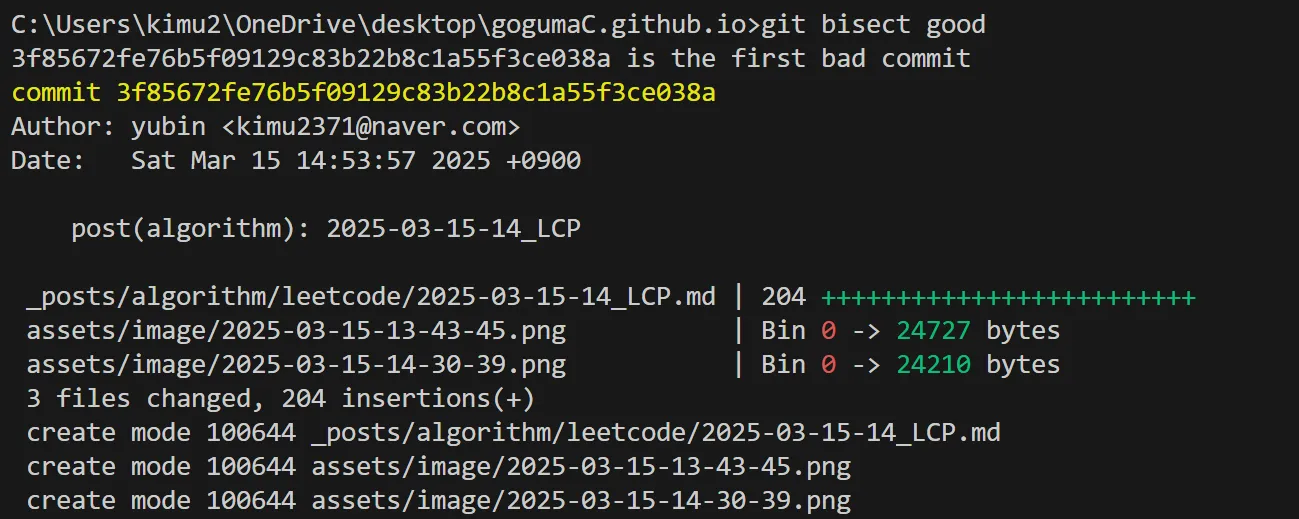 C:\Users\kimu2\OneDrive\desktop\gogumaC.github.io>git bisect good
3f85672fe76b5f09129c83b22b8c1a55f3ce038a is the first bad commit
commit 3f85672fe76b5f09129c83b22b8c1a55f3ce038a
Author: yubin <kimu2371@naver.com>
Date:   Sat Mar 15 14:53:57 2025 +0900
    post(algorithm): 2025-03-15-14_LCP
 _posts/algorithm/leetcode/2025-03-15-14_LCP.md | 204 +++++++++++++++++++++++++
 assets/image/2025-03-15-13-43-45.png           | Bin 0 -> 24727 bytes
 assets/image/2025-03-15-14-30-39.png           | Bin 0 -> 24210 bytes
 3 files changed, 204 insertions(+)
 create mode 100644 _posts/algorithm/leetcode/2025-03-15-14_LCP.md
 create mode 100644 assets/image/2025-03-15-13-43-45.png
 create mode 100644 assets/image/2025-03-15-14-30-39.png